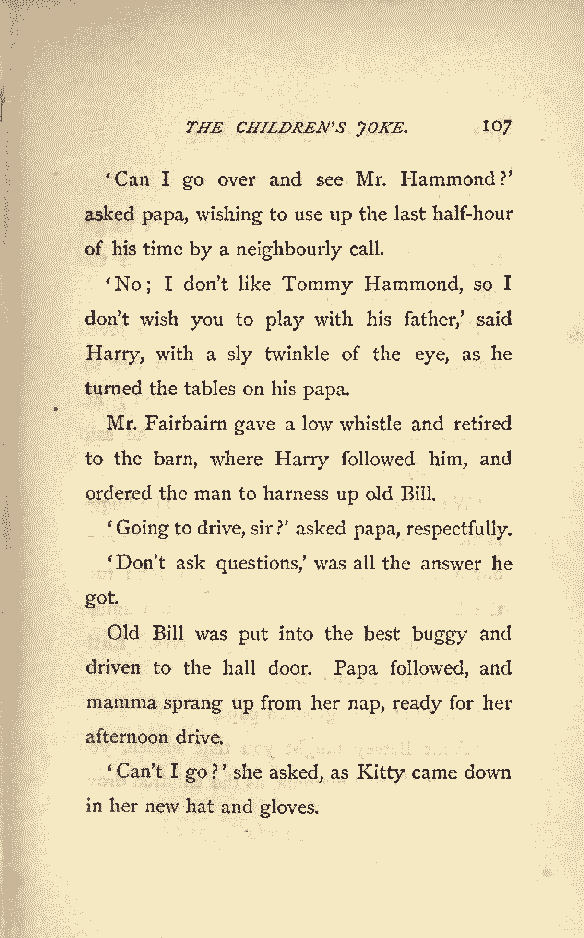 THE CHILDREN'S JOKE. 107
'Can I go over and see Mr. Hammond?'
asked papa, wishing to use up the last half-hour
of his time by a neighbourly call.
'No; I don't like Tommy Hammond, so I
don't wish you to play with his father,' said
Harry, with a sly twinkle of the eye, as he
turned the tables on his papa.
Mr. Fairbairn gave a low whistle and retired
to the barn, where Harry followed him, and
ordered the man to harness up old Bill.
'Going to drive, sir?' asked papa, respectfully.
'Don't ask questions,' was all the answer he
got.
Old Bill was put into the best buggy and
driven to the hall door. Papa followed, and
mamma sprang up from her nap, ready for her
afternoon drive.
'Can't I go?' she asked, as Kitty came down
in her new hat and gloves.